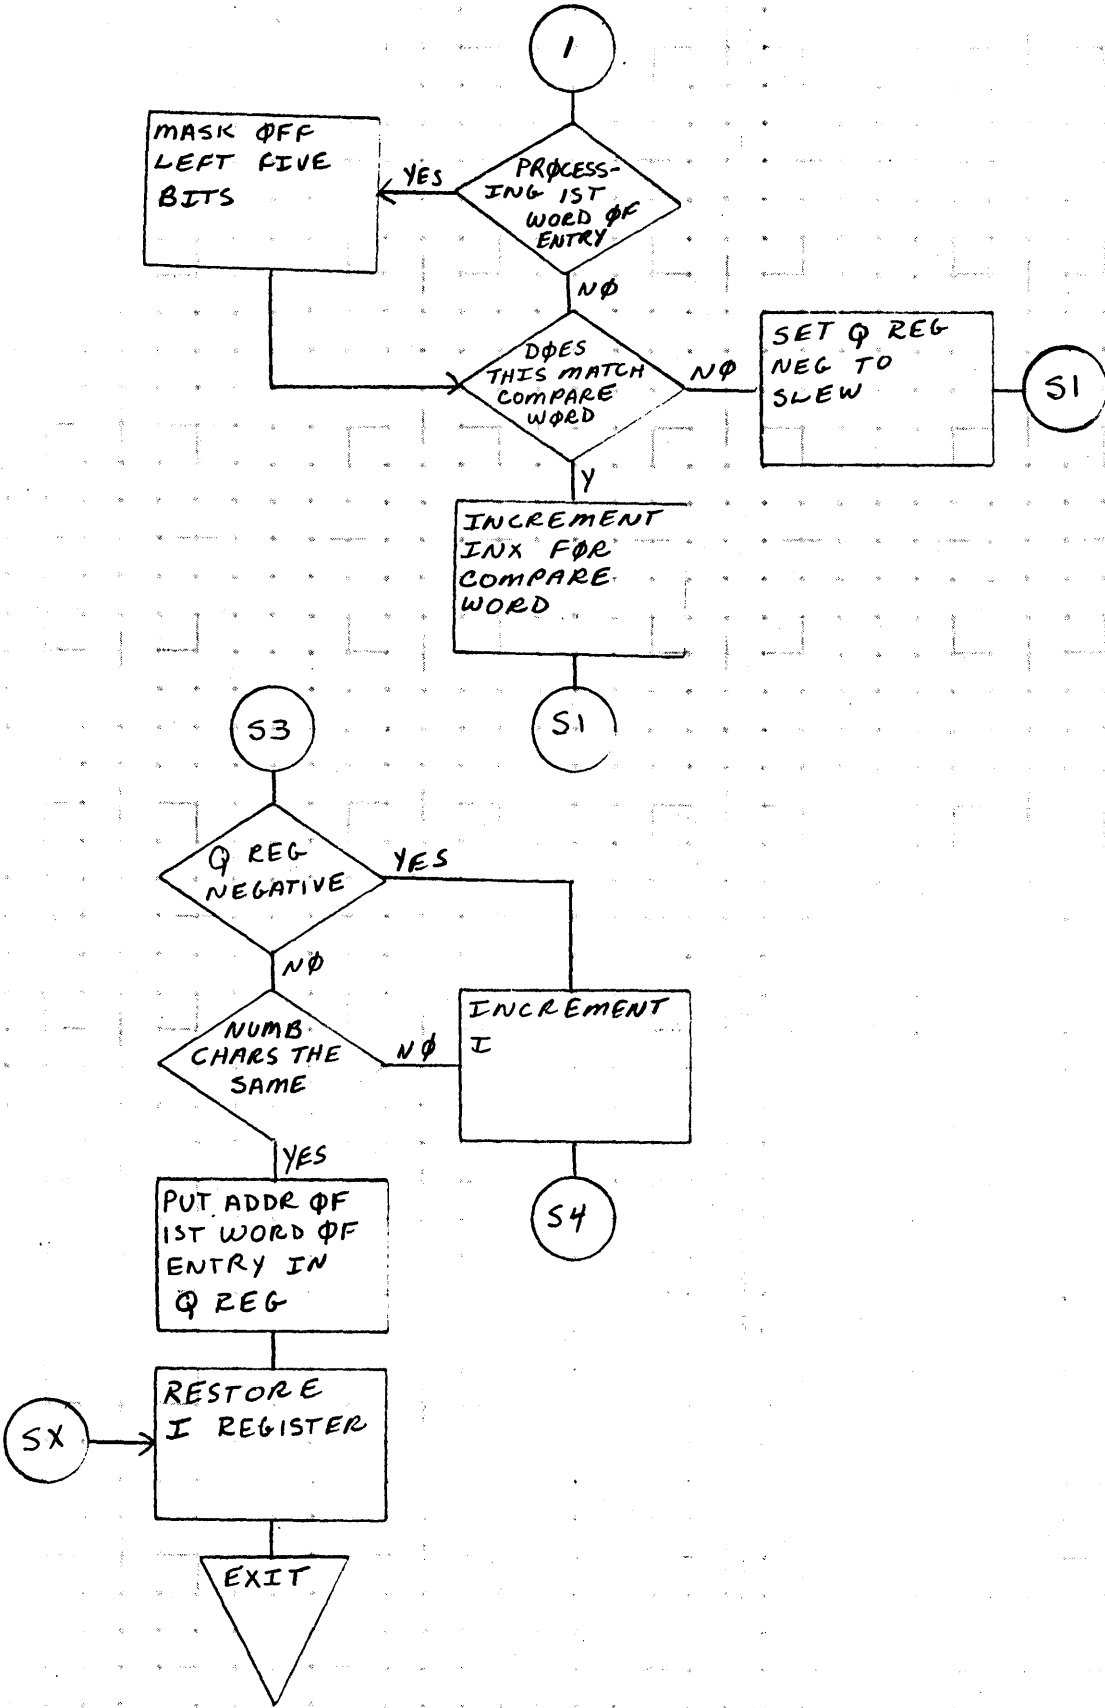 1
PRØCESS-
ING 1ST
WORD ØF
ENTRY
YES
MASK ØFF
LEFT FIVE
BITS
NØ
DØES
THIS MATCH
COMPARE
WØRD
NØ
SET Q REG
NEG TO
SLEW
S1
Y
INCREMENT
INX FØR
COMPARE
WORD
S1
S3
Q REG
NEGATIVE
YES
NØ
NUMB
CHARS THE
SAME
NØ
INCREMENT
I
S4
YES
PUT ADDR ØF
1ST WORD ØF
ENTRY IN
Q REG
RESTORE
I REGISTER
SX
EXIT